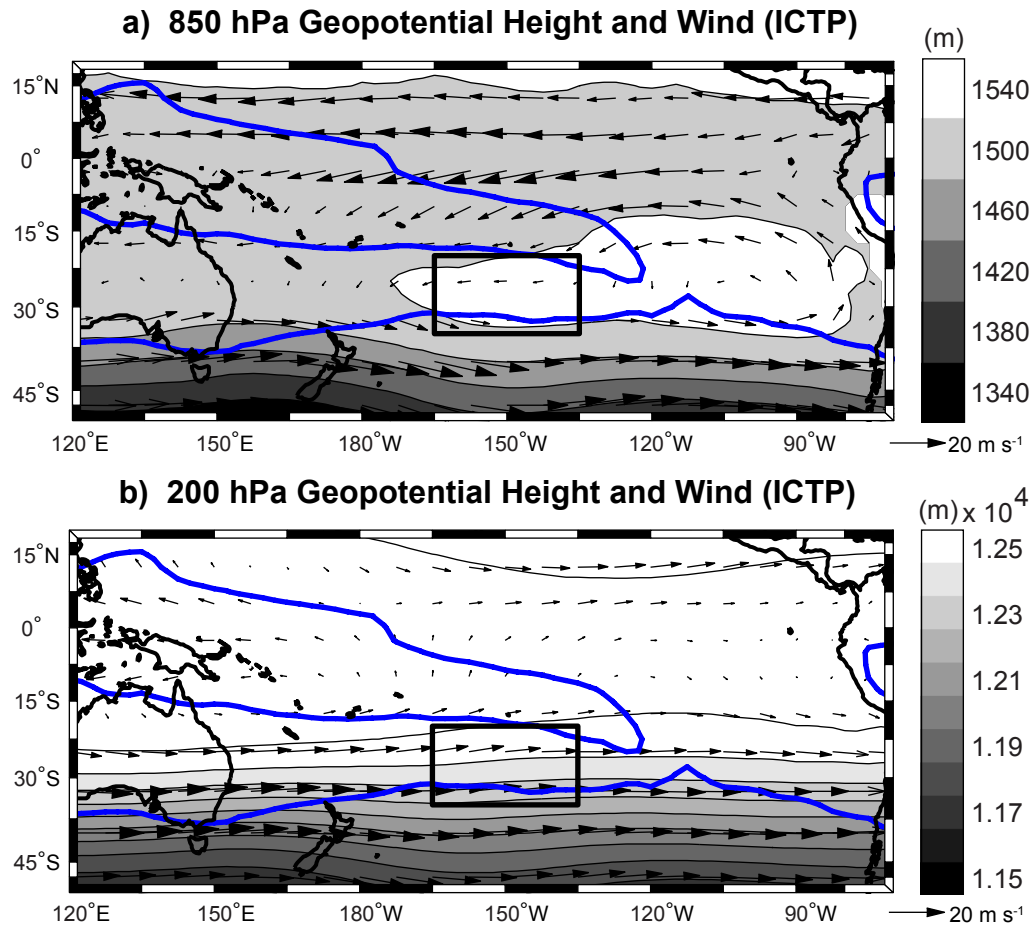 a) 850 hPa Geopotential Height and Wind (ICTP)
(m)
15°N
0°
15°S
30°S
45°S
120°E 150°E 180°W 150°W 120°W 90°W
1540
1500
1460
1420
1380
1340
20 m s-1
b) 200 hPa Geopotential Height and Wind (ICTP)
(m) x 10^4
15°N
0°
15°S
30°S
45°S
120°E 150°E 180°W 150°W 120°W 90°W
1.25
1.23
1.21
1.19
1.17
1.15
20 m s-1